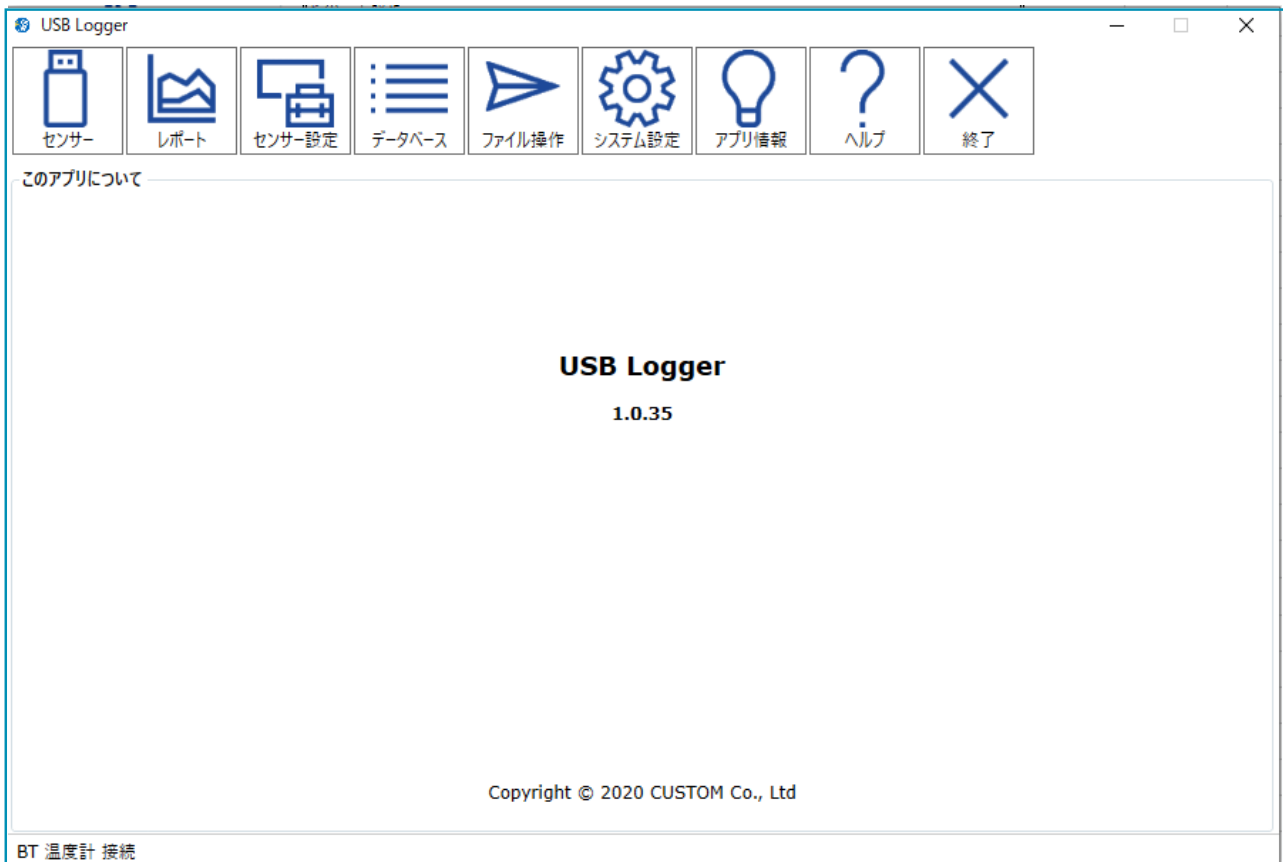 USB Logger
センサー
レポート
センサー設定
データベース
ファイル操作
システム設定
アプリ情報
ヘルプ
終了
このアプリについて
USB Logger
1.0.35
Copyright © 2020 CUSTOM Co., Ltd
BT 温度計 接続